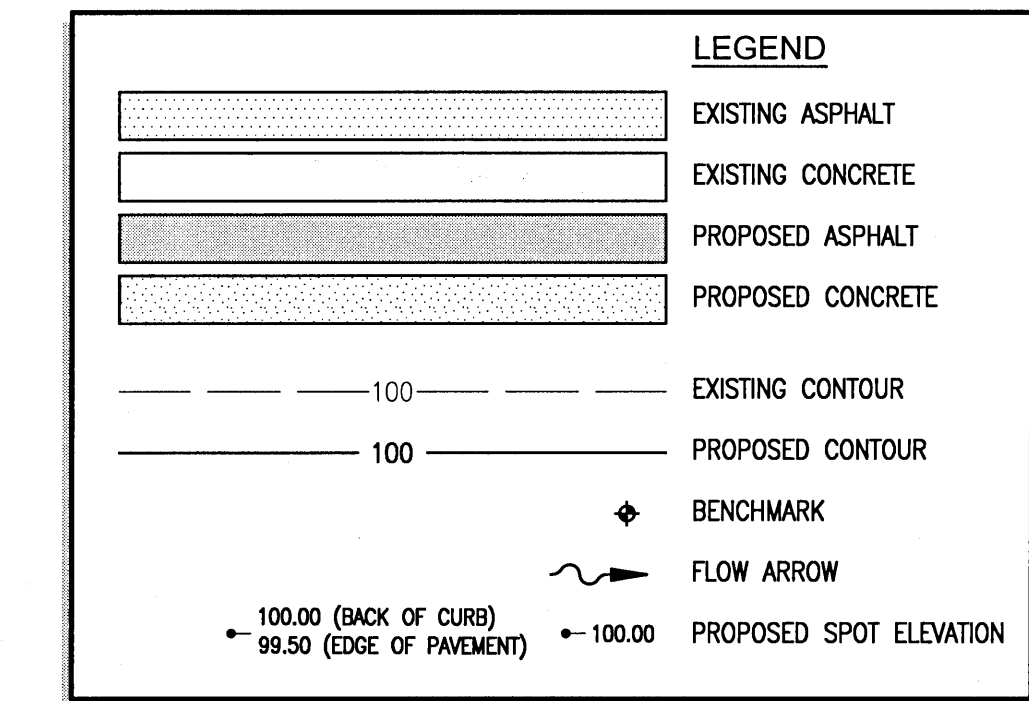 LEGEND
EXISTING ASPHALT
EXISTING CONCRETE
PROPOSED ASPHALT
PROPOSED CONCRETE
100 EXISTING CONTOUR
100 PROPOSED CONTOUR
BENCHMARK
FLOW ARROW
100.00 (BACK OF CURB)
99.50 (EDGE OF PAVEMENT)
100.00 PROPOSED SPOT ELEVATION